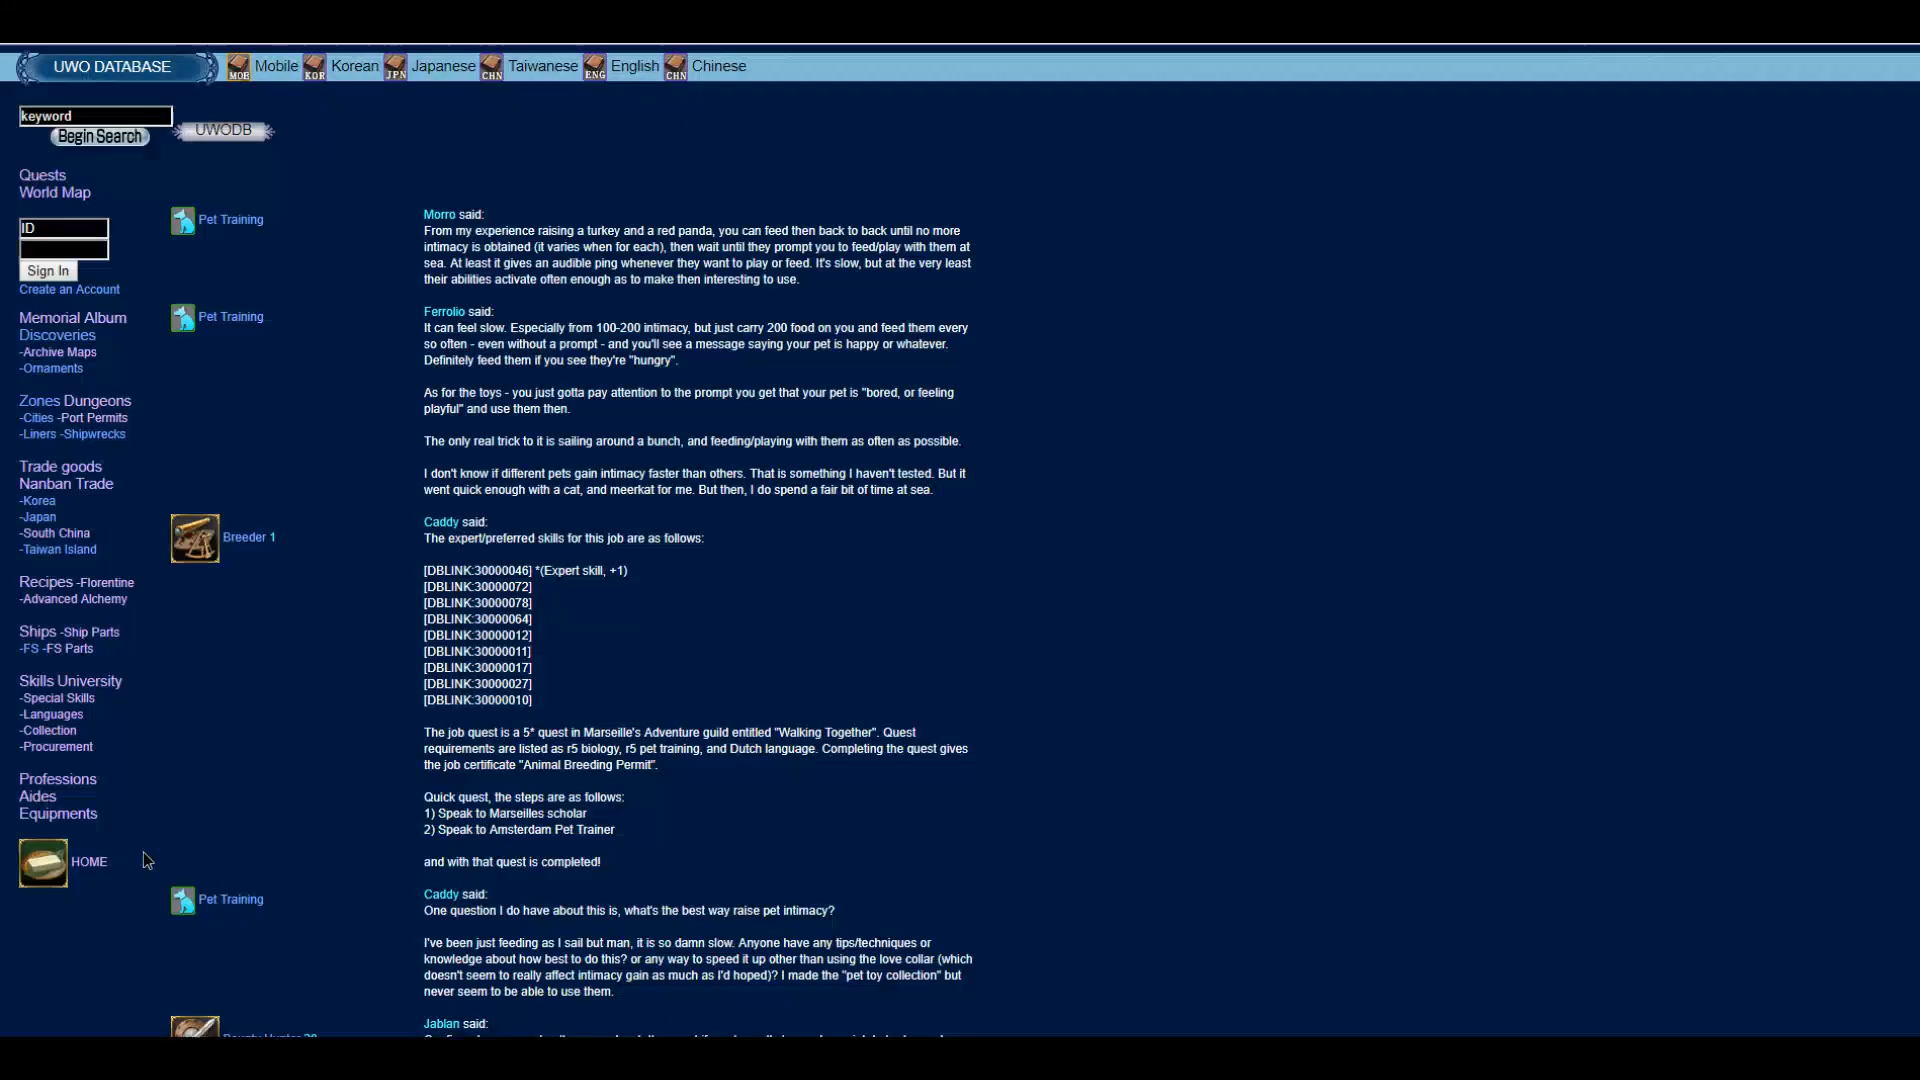 UWO DATABASE
MOB Mobile KOR Korean JPN Japanese CHN Taiwanese ENG English CHN Chinese
keyword
Begin Search
UWODB
Quests
World Map
ID
Sign In
Create an Account
Memorial Album
Discoveries
-Archive Maps
-Ornaments
Zones Dungeons
-Cities -Port Permits
-Liners -Shipwrecks
Trade goods
Nanban Trade
-Korea
-Japan
-South China
-Taiwan Island
Recipes -Florentine
-Advanced Alchemy
Ships -Ship Parts
-FS -FS Parts
Skills University
-Special Skills
-Languages
-Collection
-Procurement
Professions
Aides
Equipments
HOME
Pet Training
Morro said:
From my experience raising a turkey and a red panda, you can feed then back to back until no more
intimacy is obtained (it varies when for each), then wait until they prompt you to feed/play with them at
sea. At least it gives an audible ping whenever they want to play or feed. It's slow, but at the very least
their abilities activate often enough as to make then interesting to use.
Pet Training
Ferrolio said:
It can feel slow. Especially from 100-200 intimacy, but just carry 200 food on you and feed them every
so often - even without a prompt - and you'll see a message saying your pet is happy or whatever.
Definitely feed them if you see they're "hungry".
As for the toys - you just gotta pay attention to the prompt you get that your pet is "bored, or feeling
playful" and use them then.
The only real trick to it is sailing around a bunch, and feeding/playing with them as often as possible.
I don't know if different pets gain intimacy faster than others. That is something I haven't tested. But it
went quick enough with a cat, and meerkat for me. But then, I do spend a fair bit of time at sea.
Breeder 1
Caddy said:
The expert/preferred skills for this job are as follows:
[DBLINK:30000046] *(Expert skill, +1)
[DBLINK:30000072]
[DBLINK:30000078]
[DBLINK:30000064]
[DBLINK:30000012]
[DBLINK:30000011]
[DBLINK:30000017]
[DBLINK:30000027]
[DBLINK:30000010]
The job quest is a 5* quest in Marseille's Adventure guild entitled "Walking Together". Quest
requirements are listed as r5 biology, r5 pet training, and Dutch language. Completing the quest gives
the job certificate "Animal Breeding Permit".
Quick quest, the steps are as follows:
1) Speak to Marseilles scholar
2) Speak to Amsterdam Pet Trainer
and with that quest is completed!
Pet Training
Caddy said:
One question I do have about this is, what's the best way raise pet intimacy?
I've been just feeding as I sail but man, it is so damn slow. Anyone have any tips/techniques or
knowledge about how best to do this? or any way to speed it up other than using the love collar (which
doesn't seem to really affect intimacy gain as much as I'd hoped)? I made the "pet toy collection" but
never seem to be able to use them.
Jablan said: